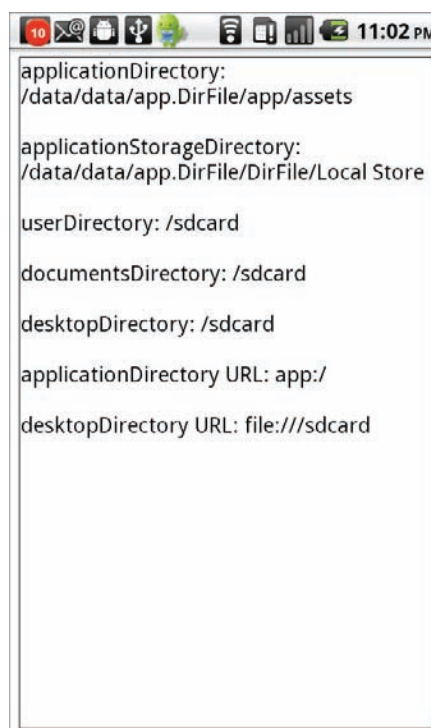 10 11:02 PM
applicationDirectory:
/data/data/app.DirFile/app/assets
applicationStorageDirectory:
/data/data/app.DirFile/DirFile/Local Store
userDirectory: /sdcard
documentsDirectory: /sdcard
desktopDirectory: /sdcard
applicationDirectory URL: app:/
desktopDirectory URL: file:///sdcard